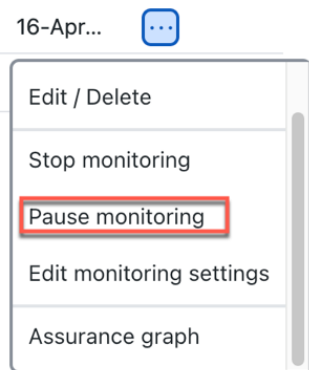 16-Apr...
Edit / Delete
Stop monitoring
Pause monitoring
Edit monitoring settings
Assurance graph